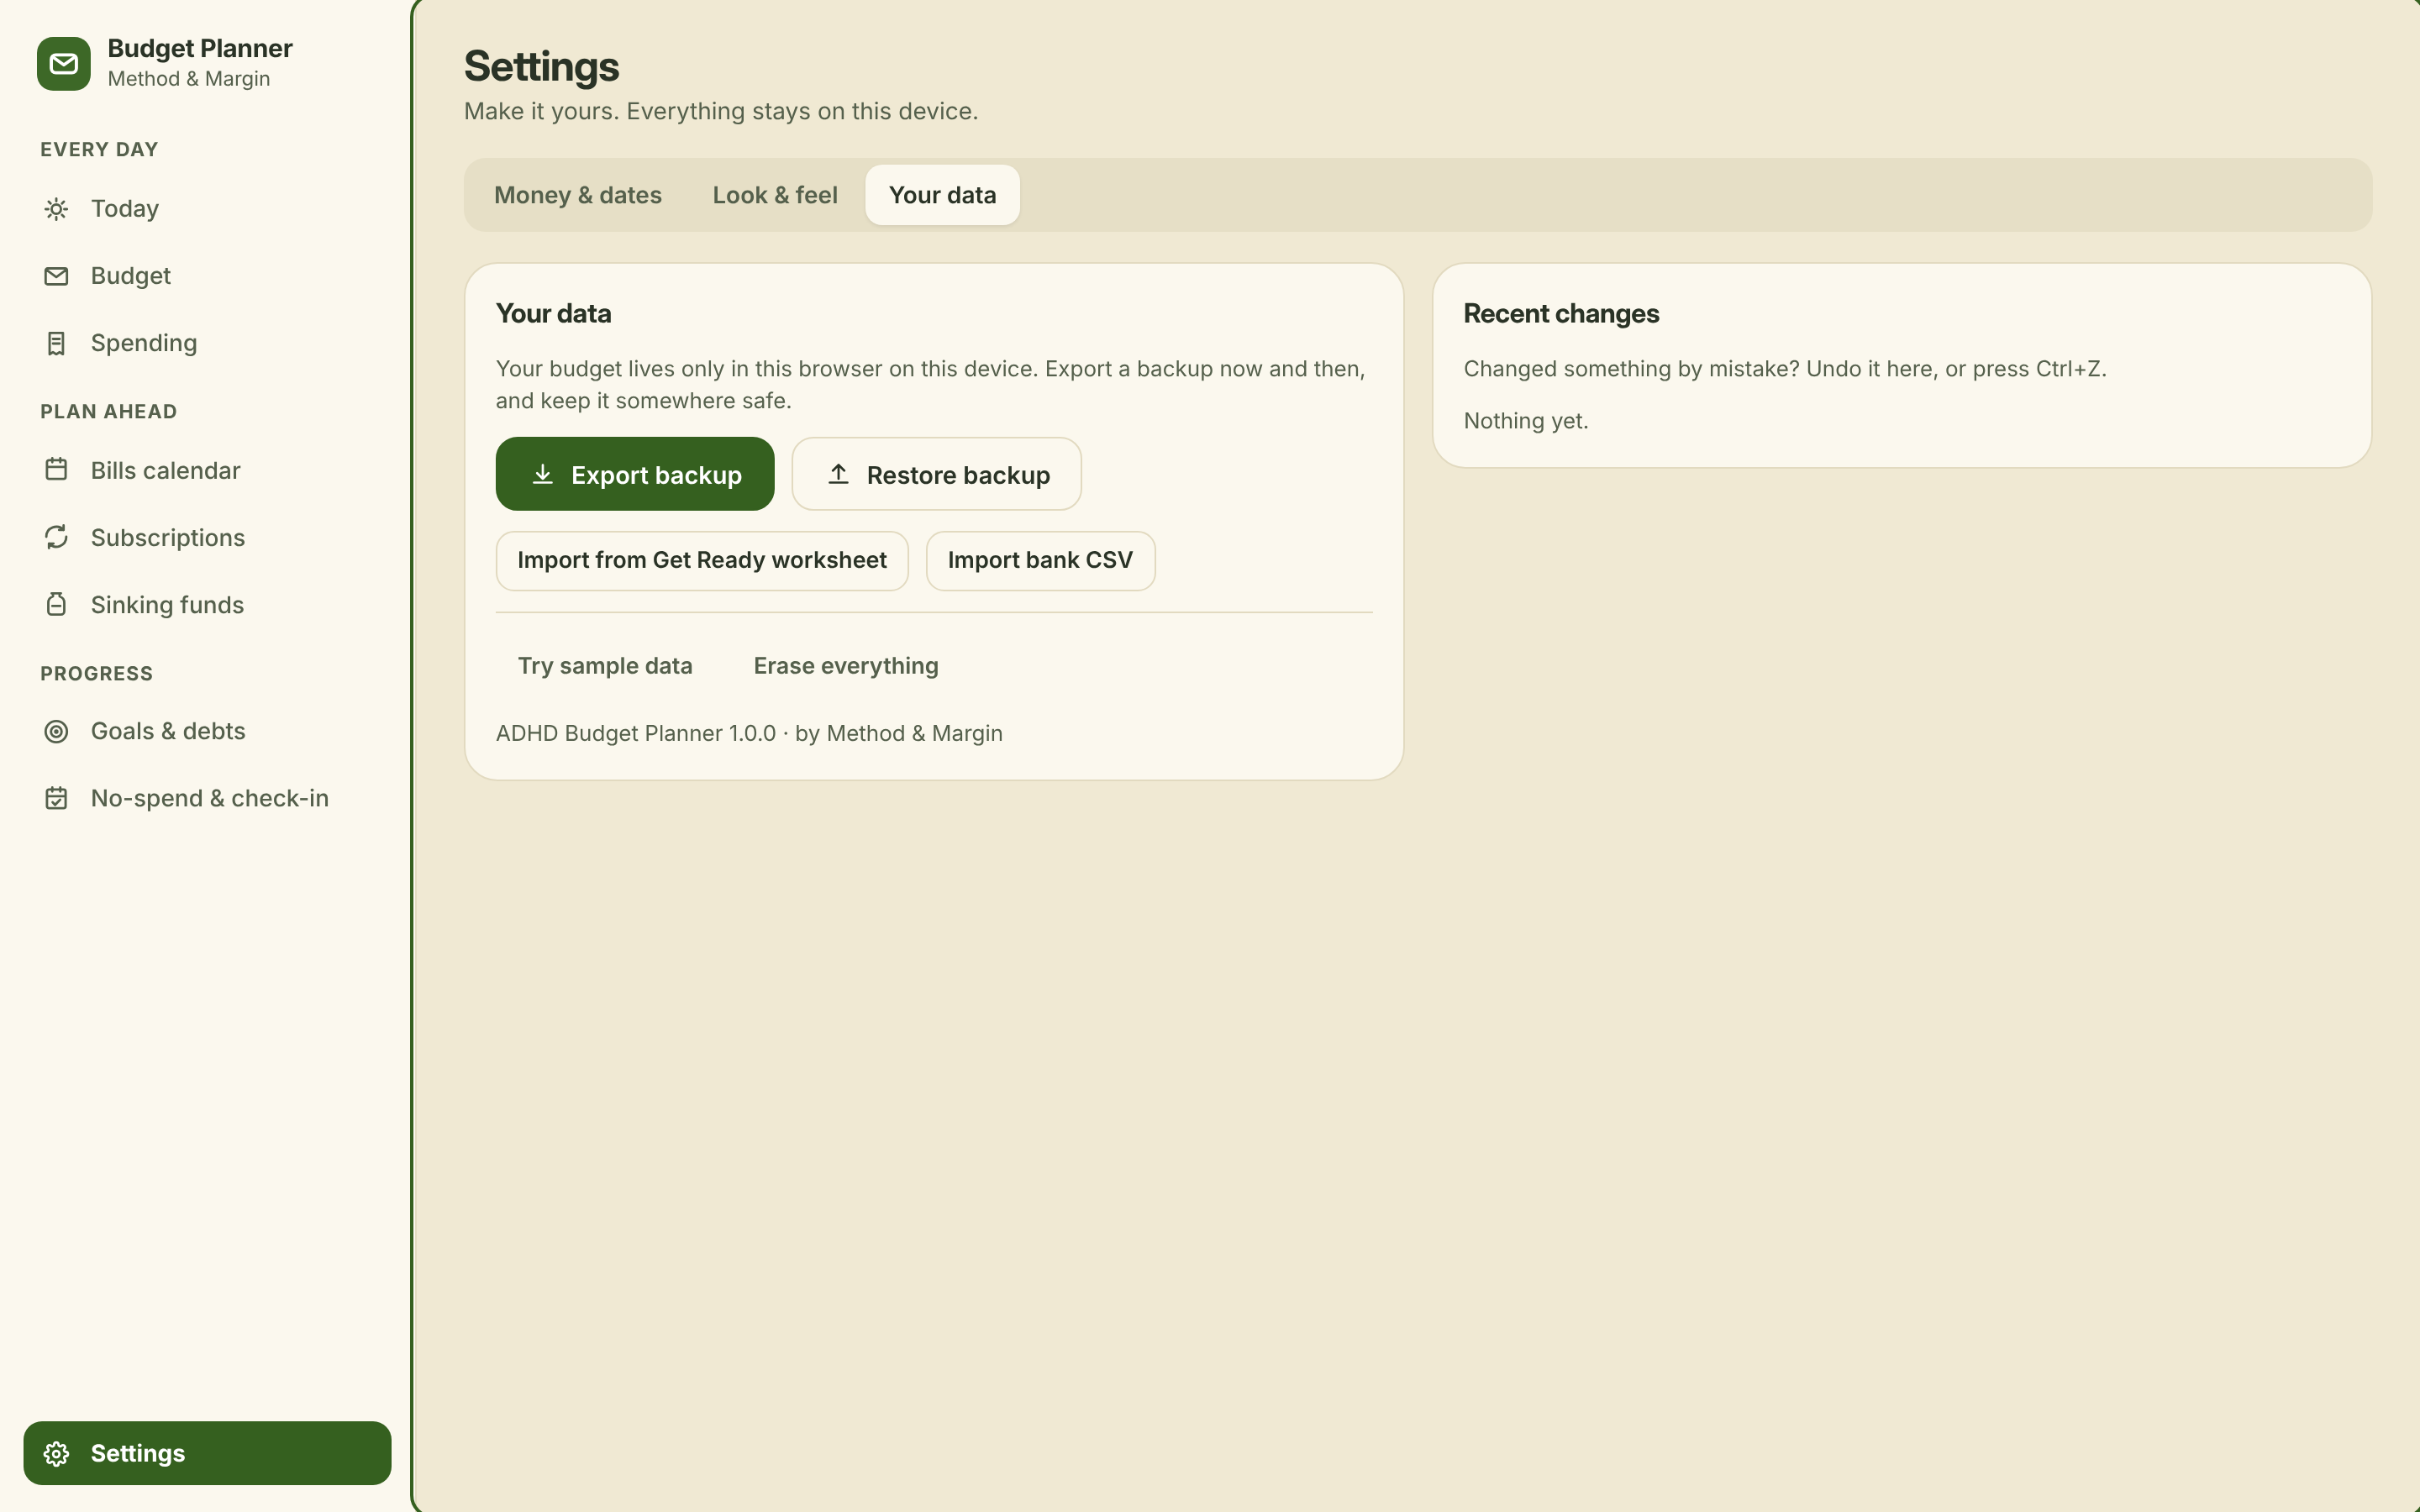 Budget Planner
Method & Margin
EVERY DAY
Today
Budget
Spending
PLAN AHEAD
Bills calendar
Subscriptions
Sinking funds
PROGRESS
Goals & debts
No-spend & check-in
Settings
Settings
Make it yours. Everything stays on this device.
Money & dates
Look & feel
Your data
Your data
Your budget lives only in this browser on this device. Export a backup now and then,
and keep it somewhere safe.
Export backup
Restore backup
Import from Get Ready worksheet
Import bank CSV
Try sample data
Erase everything
ADHD Budget Planner 1.0.0 · by Method & Margin
Recent changes
Changed something by mistake? Undo it here, or press Ctrl+Z.
Nothing yet.